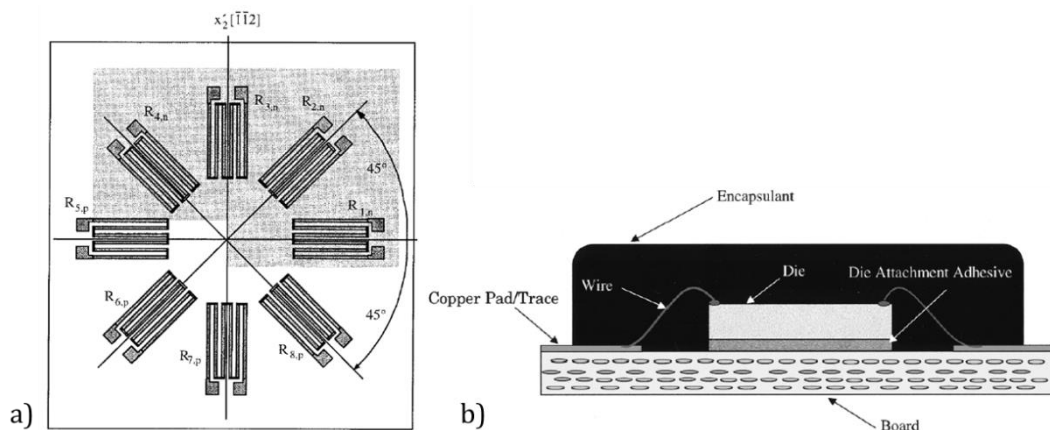 x₂′ [1̄1̄2]
R3,n
R2,n
R4,n
45°
R5,p
R1,n
R6,p
45°
R7,p
R8,p
a)
Encapsulant
Die
Die Attachment Adhesive
Wire
Copper Pad/Trace
b)
Board